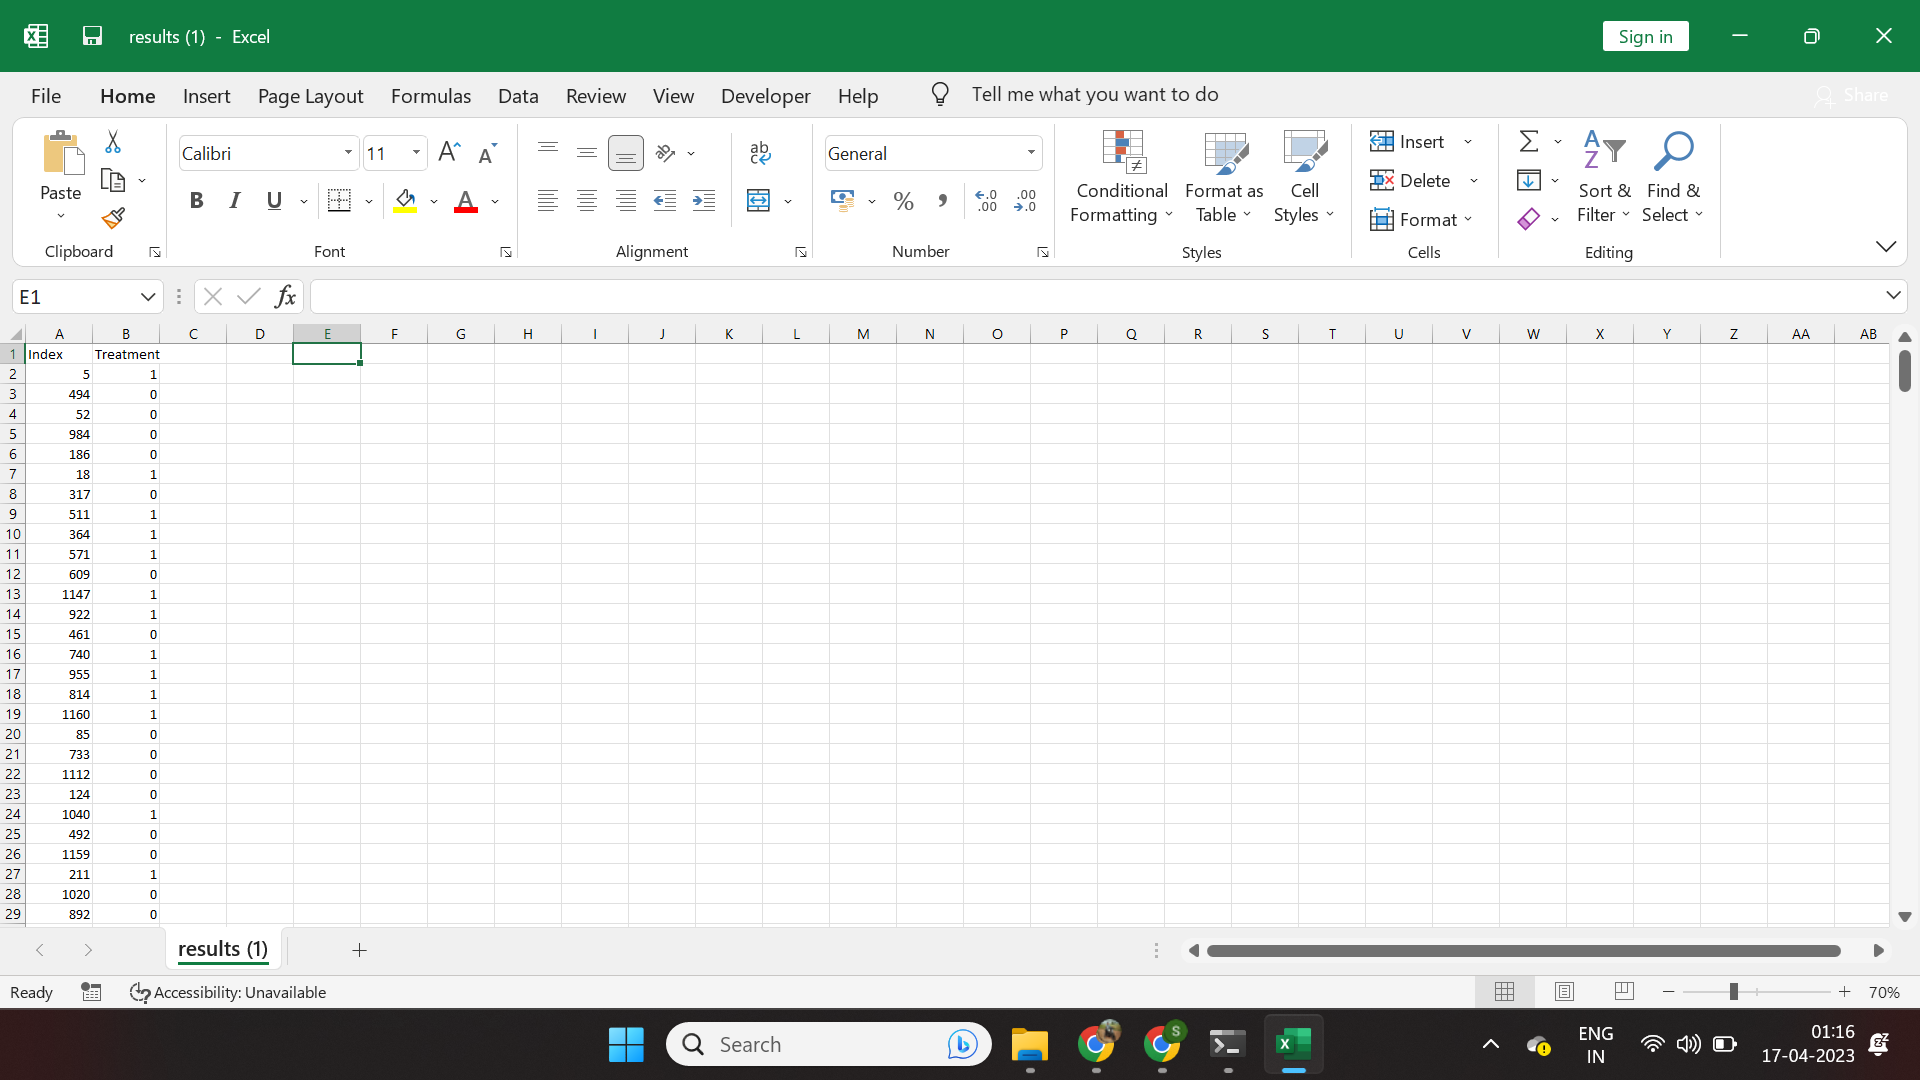 results (1) - Excel
Sign in
File Home Insert Page Layout Formulas Data Review View Developer Help Tell me what you want to do Share
Paste
Calibri 11
B I U
ab
General
% ,
Conditional Formatting
Format as Table
Cell Styles
Insert
Delete
Format
Sort & Filter
Find & Select
Clipboard Font Alignment Number Styles Cells Editing
E1 fx
A B C D E F G H I J K L M N O P Q R S T U V W X Y Z AA AB
1 Index Treatment
2 5 1
3 494 0
4 52 0
5 984 0
6 186 0
7 18 1
8 317 0
9 511 1
10 364 1
11 571 1
12 609 0
13 1147 1
14 922 1
15 461 0
16 740 1
17 955 1
18 814 1
19 1160 1
20 85 0
21 733 0
22 1112 0
23 124 0
24 1040 1
25 492 0
26 1159 0
27 211 1
28 1020 0
29 892 0
results (1)
Ready Accessibility: Unavailable 70%
Search
ENG
IN
01:16
17-04-2023